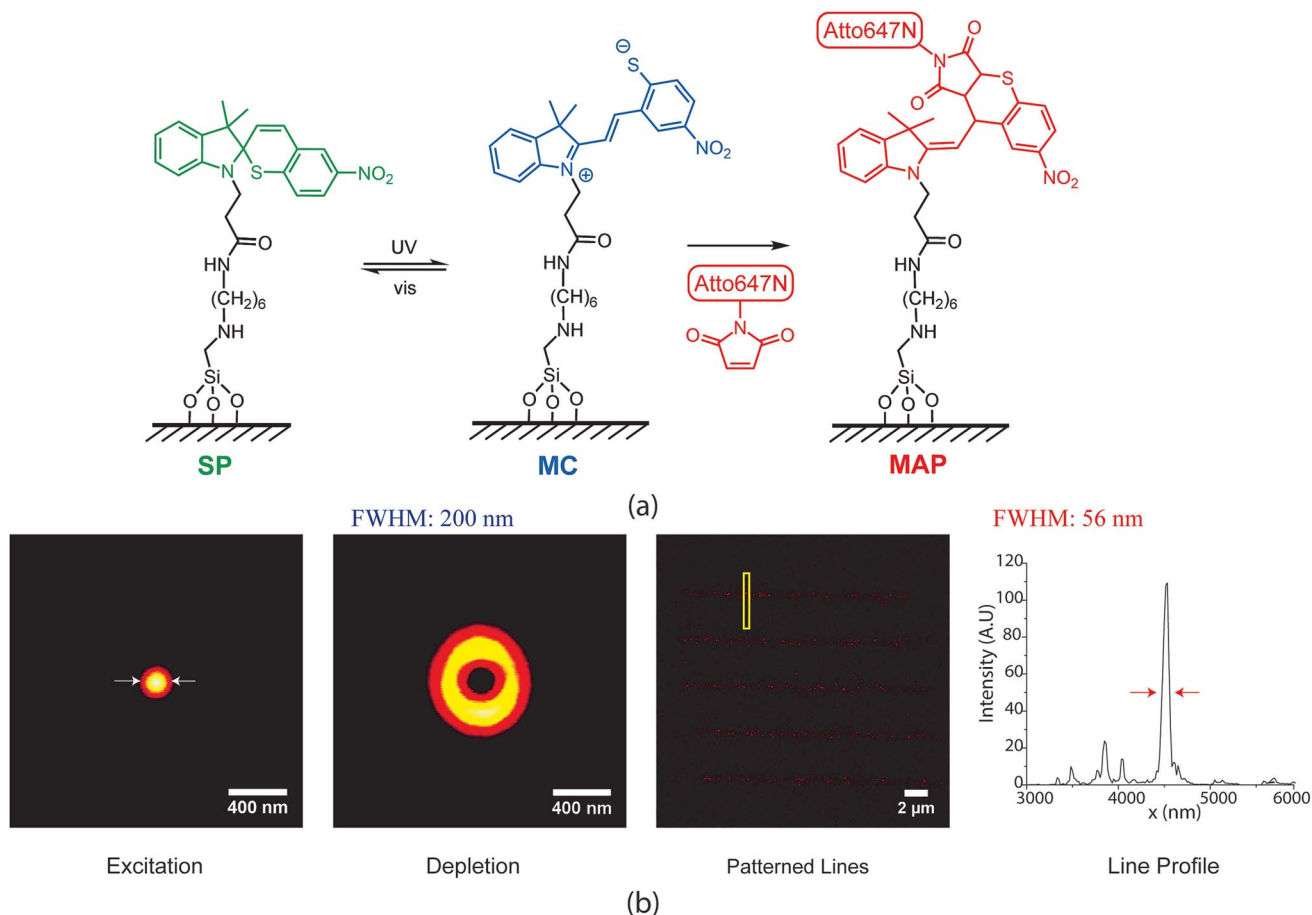 Atto647N
N
O
O
S
NO₂
N
S
NO₂
O
HN
(CH₂)₆
NH
Si
O
O
O
SP
UV
vis
⊖
S
N
⊕
NO₂
O
HN
(CH)₆
NH
Si
O
O
O
MC
Atto647N
N
O
O
N
O
HN
(CH₂)₆
NH
Si
O
O
O
MAP
(a)
FWHM: 200 nm
FWHM: 56 nm
400 nm
400 nm
2 µm
Intensity (A.U)
120
100
80
60
40
20
0
3000
4000
5000
6000
x (nm)
Excitation
Depletion
Patterned Lines
Line Profile
(b)